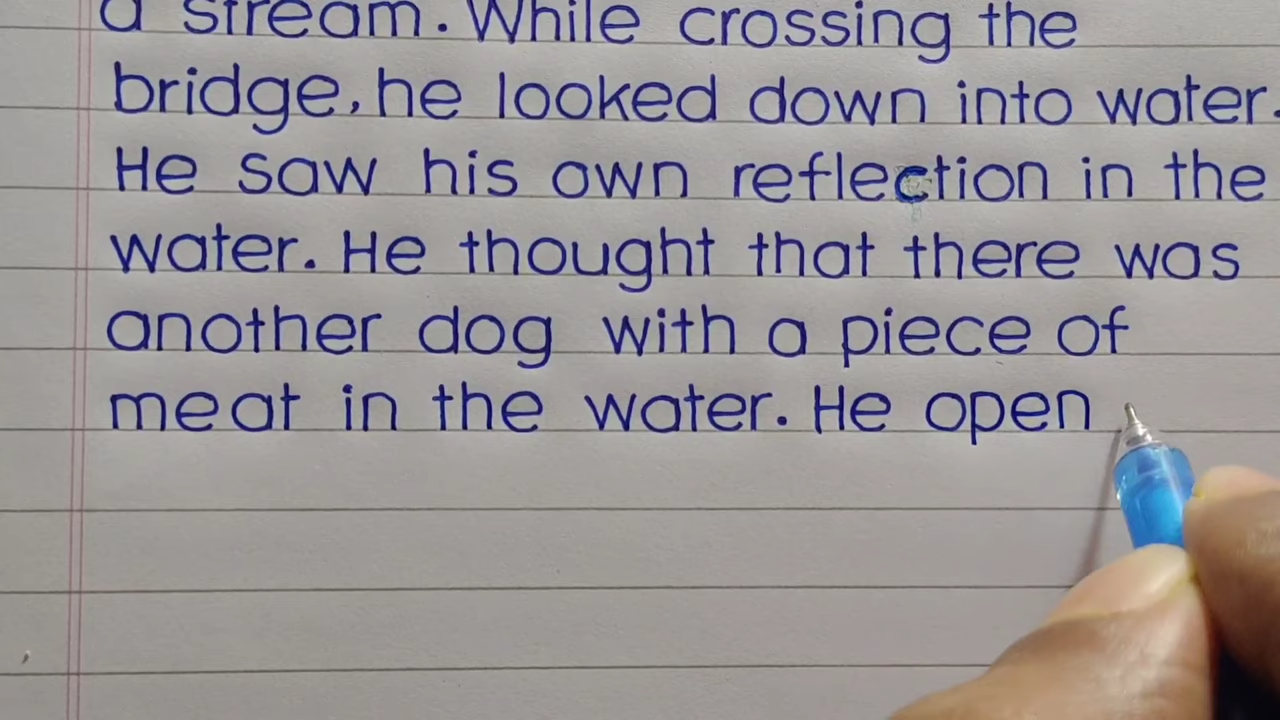 a stream. While crossing the
bridge, he looked down into water.
He saw his own reflection in the
water. He thought that there was
another dog with a piece of
meat in the water. He open